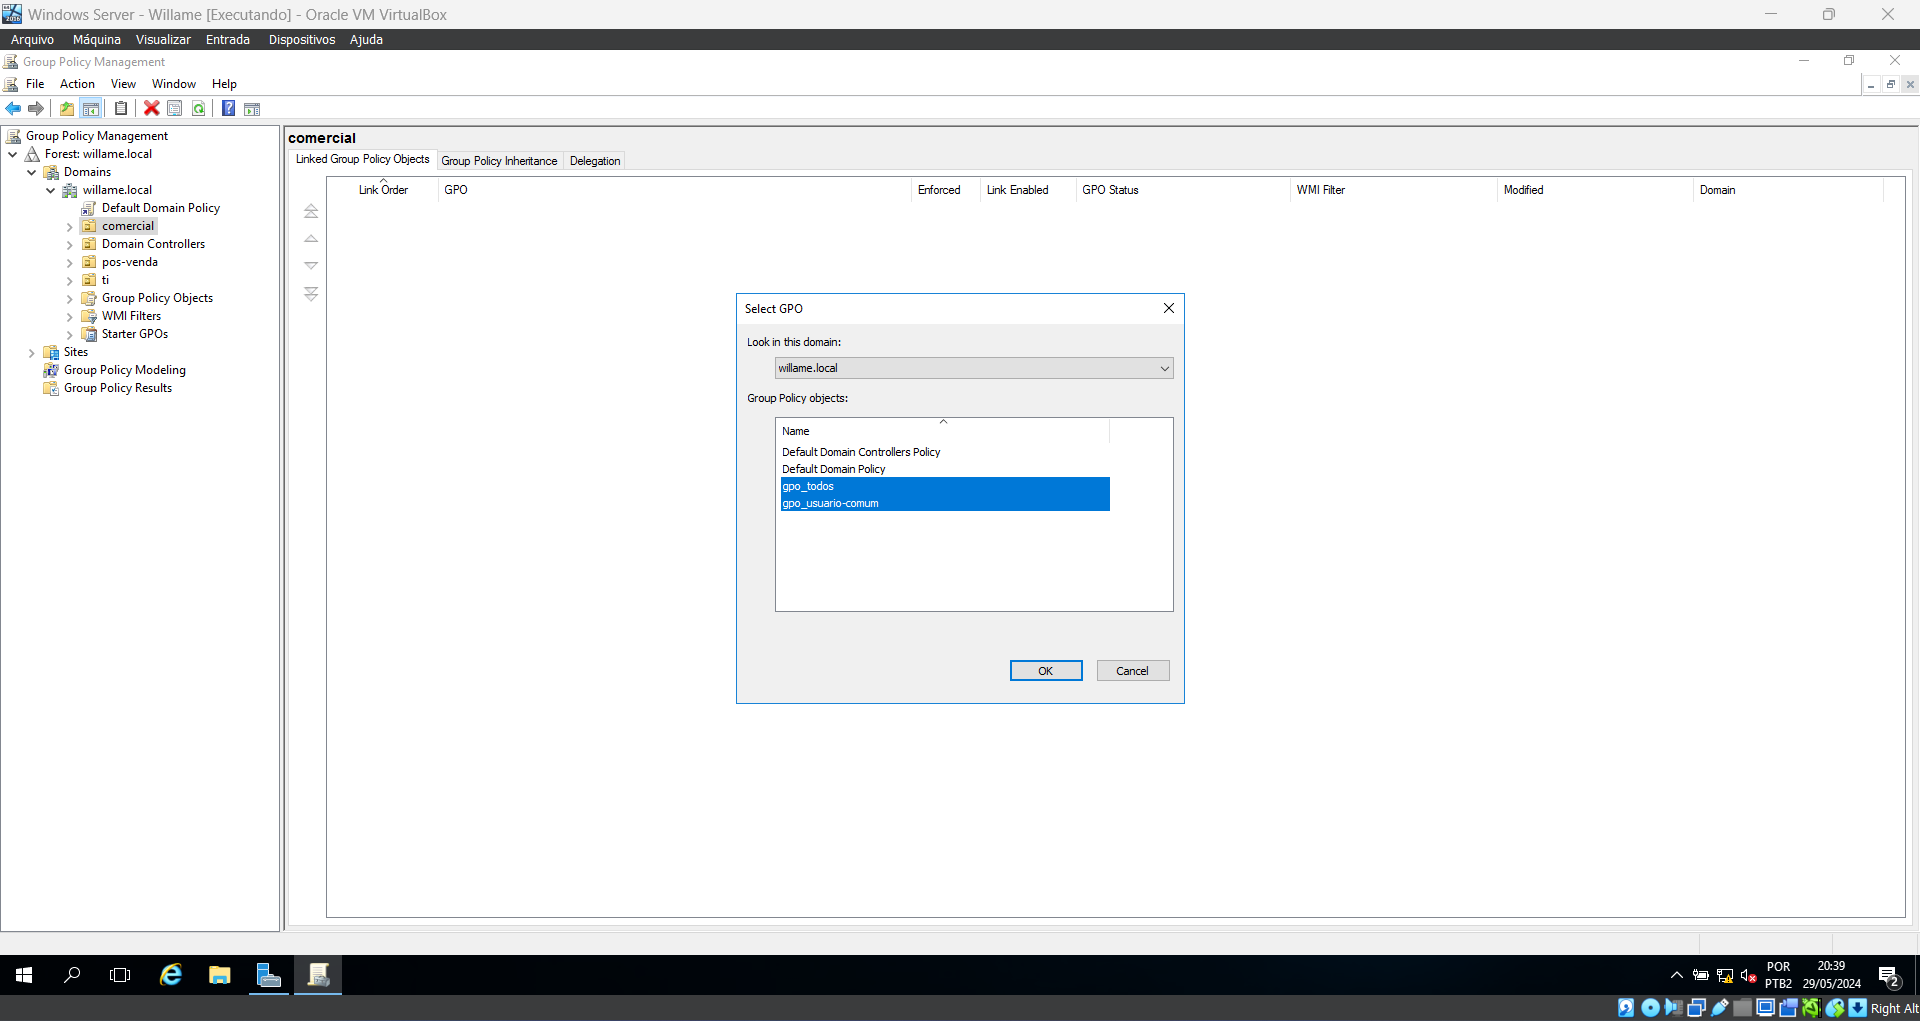 Windows Server - Willame [Executando] - Oracle VM VirtualBox
Arquivo Máquina Visualizar Entrada Dispositivos Ajuda
Group Policy Management
File Action View Window Help
Group Policy Management
Forest: willame.local
Domains
willame.local
Default Domain Policy
comercial
Domain Controllers
pos-venda
ti
Group Policy Objects
WMI Filters
Starter GPOs
Sites
Group Policy Modeling
Group Policy Results
comercial
Linked Group Policy Objects Group Policy Inheritance Delegation
Link Order GPO Enforced Link Enabled GPO Status WMI Filter Modified Domain
Select GPO
Look in this domain:
willame.local
Group Policy objects:
Name
Default Domain Controllers Policy
Default Domain Policy
gpo_todos
gpo_usuario-comum
OK Cancel
POR
PTB2
20:39
29/05/2024
2
Right Alt